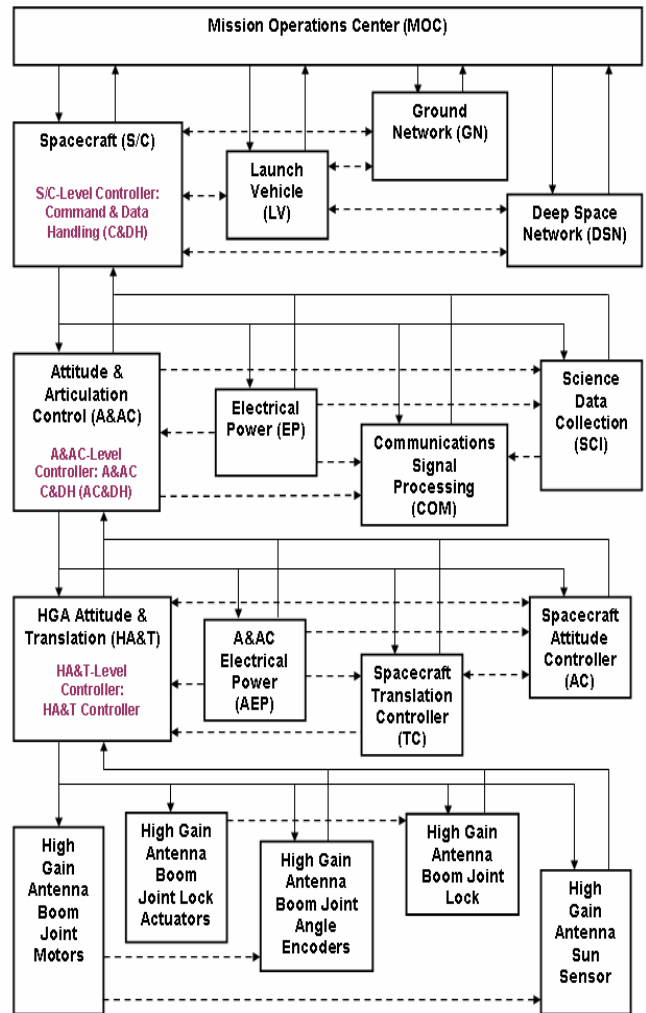 Mission Operations Center (MOC)
Spacecraft (S/C)
S/C-Level Controller:
Command & Data
Handling (C&DH)
Launch
Vehicle
(LV)
Ground
Network (GN)
Deep Space
Network (DSN)
Attitude &
Articulation
Control (A&AC)
A&AC-Level
Controller: A&AC
C&DH (AC&DH)
Electrical
Power (EP)
Communications
Signal
Processing
(COM)
Science
Data
Collection
(SCI)
HGA Attitude &
Translation (HA&T)
HA&T-Level
Controller:
HA&T Controller
A&AC
Electrical
Power
(AEP)
Spacecraft
Translation
Controller
(TC)
Spacecraft
Attitude
Controller
(AC)
High
Gain
Antenna
Boom
Joint
Motors
High Gain
Antenna
Boom
Joint Lock
Actuators
High Gain
Antenna
Boom Joint
Angle
Encoders
High Gain
Antenna
Boom Joint
Lock
High
Gain
Antenna
Sun
Sensor